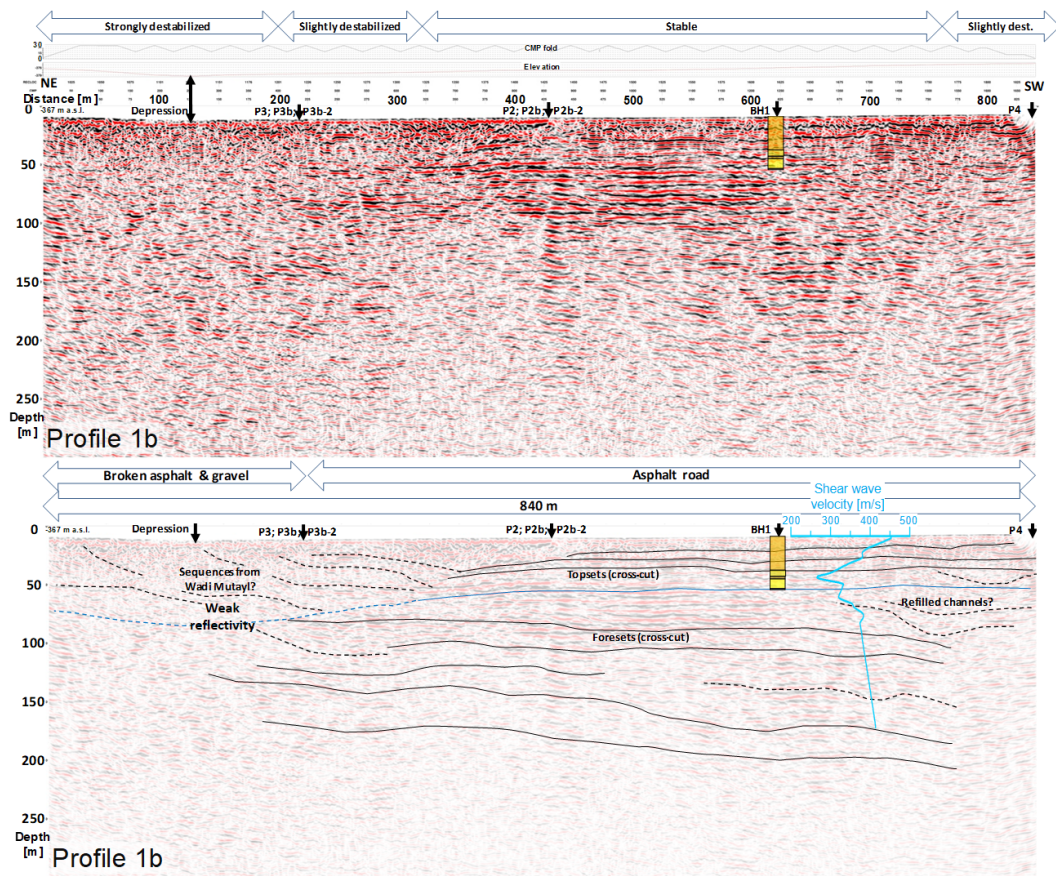 Strongly destabilized Slightly destabilized Stable Slightly dest.
30
0
CMP fold
Elevation
NE SW
Distance [m] 100 200 300 400 500 600 700 800
0 367 m a.s.l. Depression P3; P3b; P3b-2 P2; P2b; P2b-2 BH1 P4
50
100
150
200
250
Depth
[m]
Profile 1b
Broken asphalt & gravel Asphalt road
840 m
Shear wave
velocity [m/s]
0 367 m a.s.l. Depression P3; P3b; P3b-2 P2; P2b; P2b-2 BH1 200 300 400 500 P4
Sequences from
Wadi Mutayl?
Topsets (cross-cut)
50
Weak
reflectivity
Refilled channels?
Foresets (cross-cut)
100
150
200
250
Depth
[m]
Profile 1b